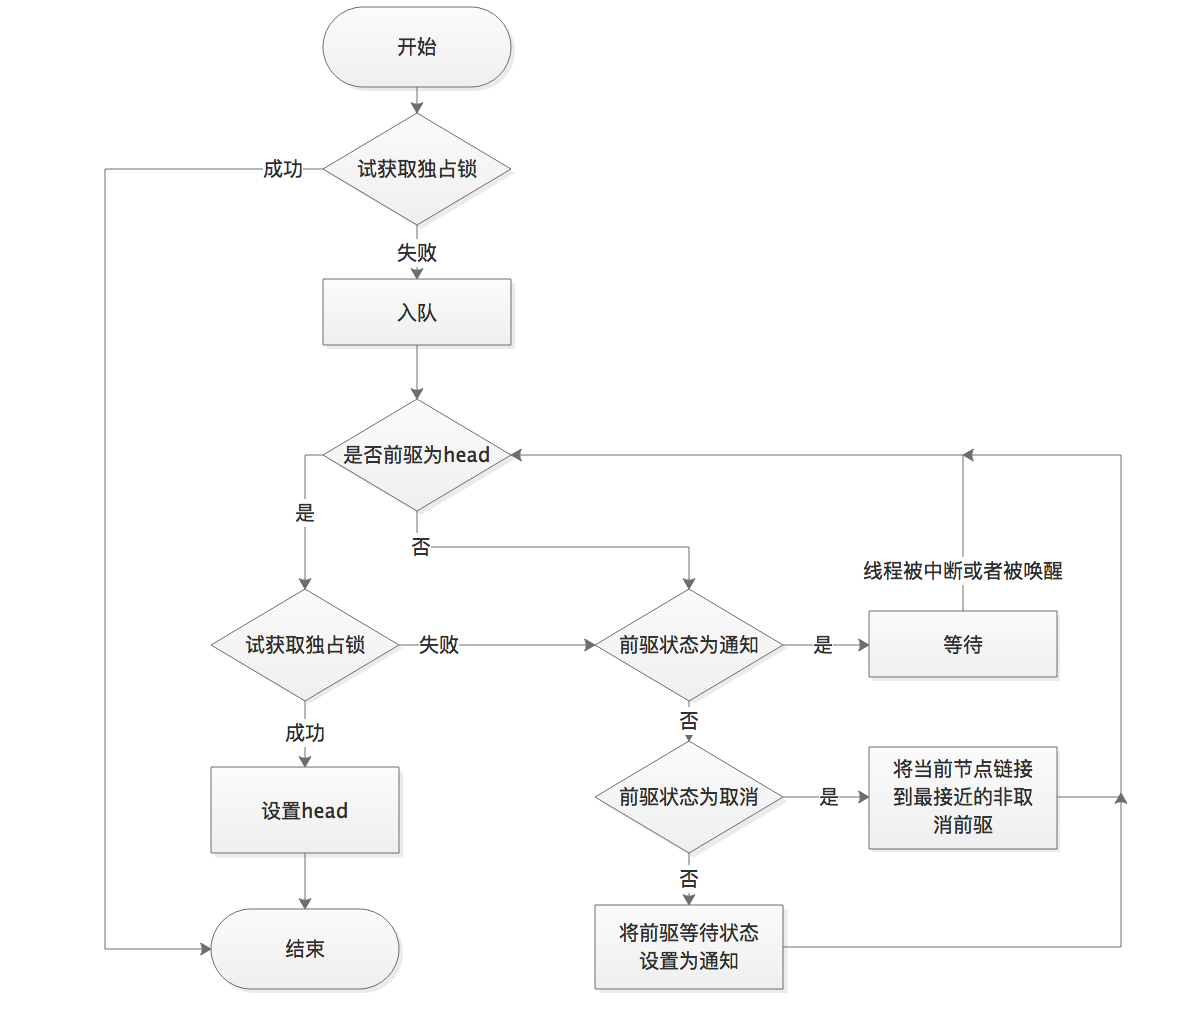 开始
成功
试获取独占锁
失败
入队
是否前驱为head
是
否
线程被中断或者被唤醒
试获取独占锁
失败
前驱状态为通知
是
等待
成功
否
设置head
前驱状态为取消
是
将当前节点链接
到最接近的非取
消前驱
否
结束
将前驱等待状态
设置为通知